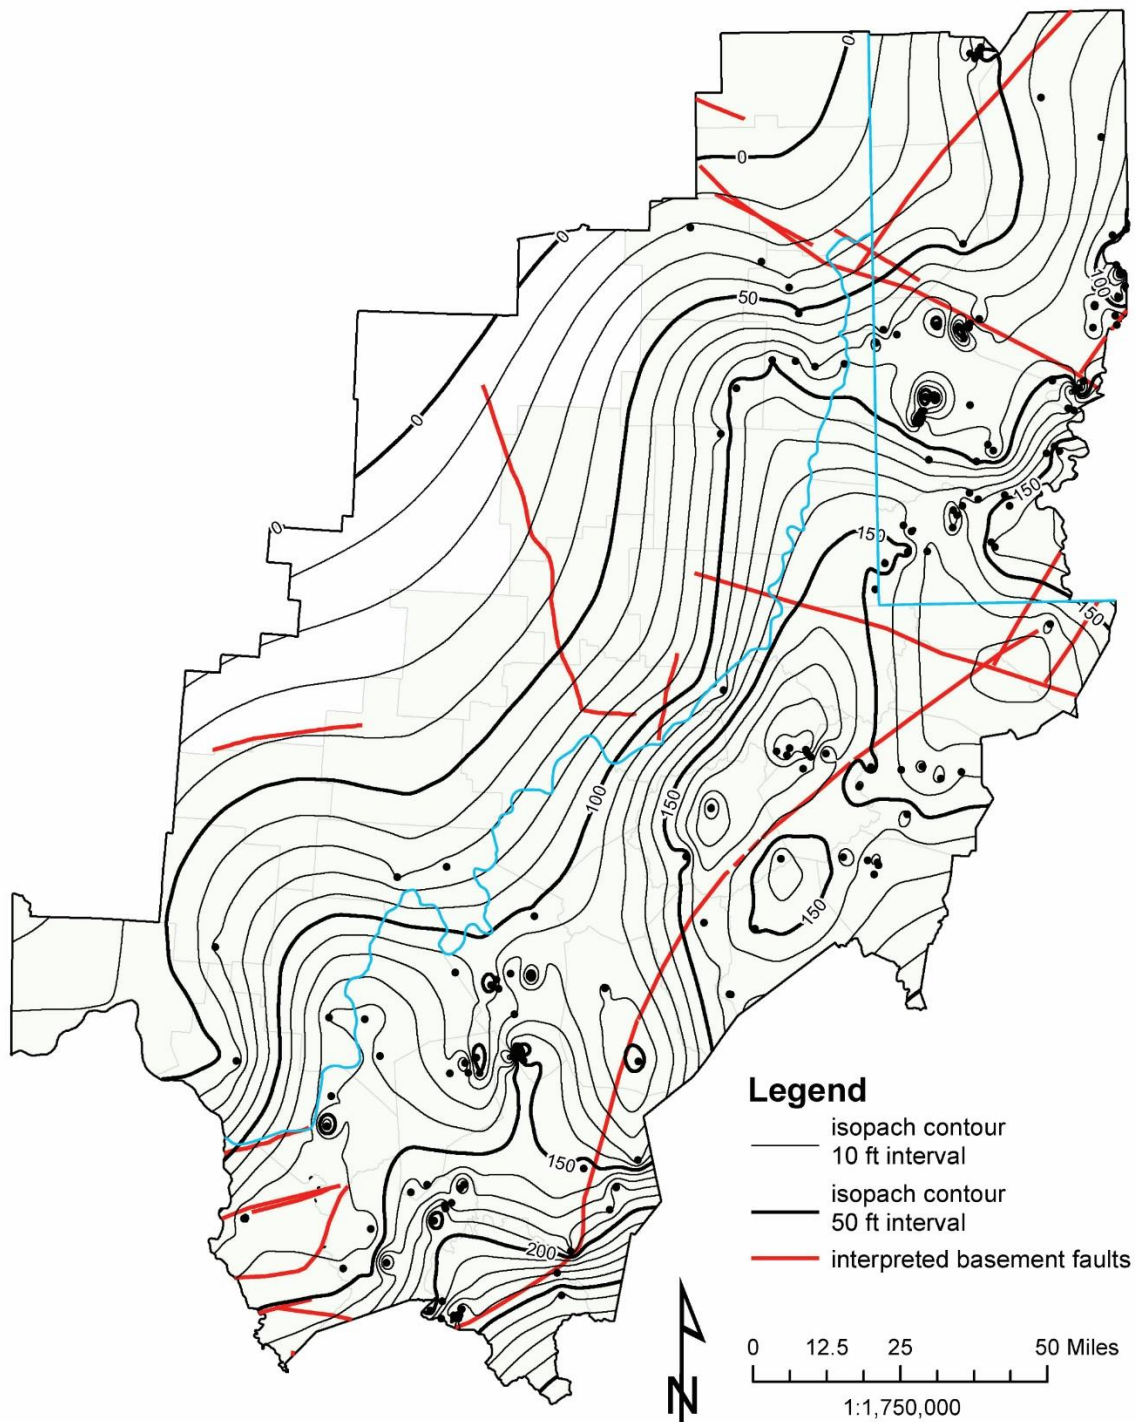 0
0
0
50
100
0
150
150
0
150
150
100
150
150
200
Legend
isopach contour
10 ft interval
isopach contour
50 ft interval
interpreted basement faults
N
0 12.5 25 50 Miles
1:1,750,000